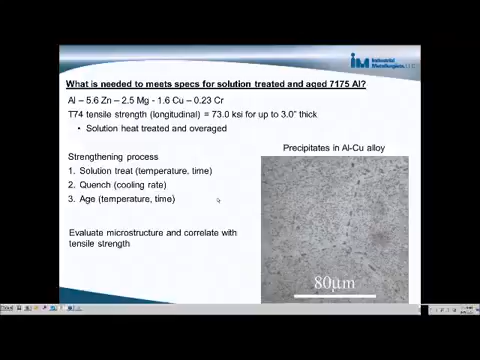 IM Industrial Metallurgists, LLC
What is needed to meets specs for solution treated and aged 7175 Al?
Al – 5.6 Zn – 2.5 Mg - 1.6 Cu – 0.23 Cr
T74 tensile strength (longitudinal) = 73.0 ksi for up to 3.0" thick
• Solution heat treated and overaged
Precipitates in Al-Cu alloy
Strengthening process
1. Solution treat (temperature, time)
2. Quench (cooling rate)
3. Age (temperature, time)
Evaluate microstructure and correlate with
tensile strength
80μm